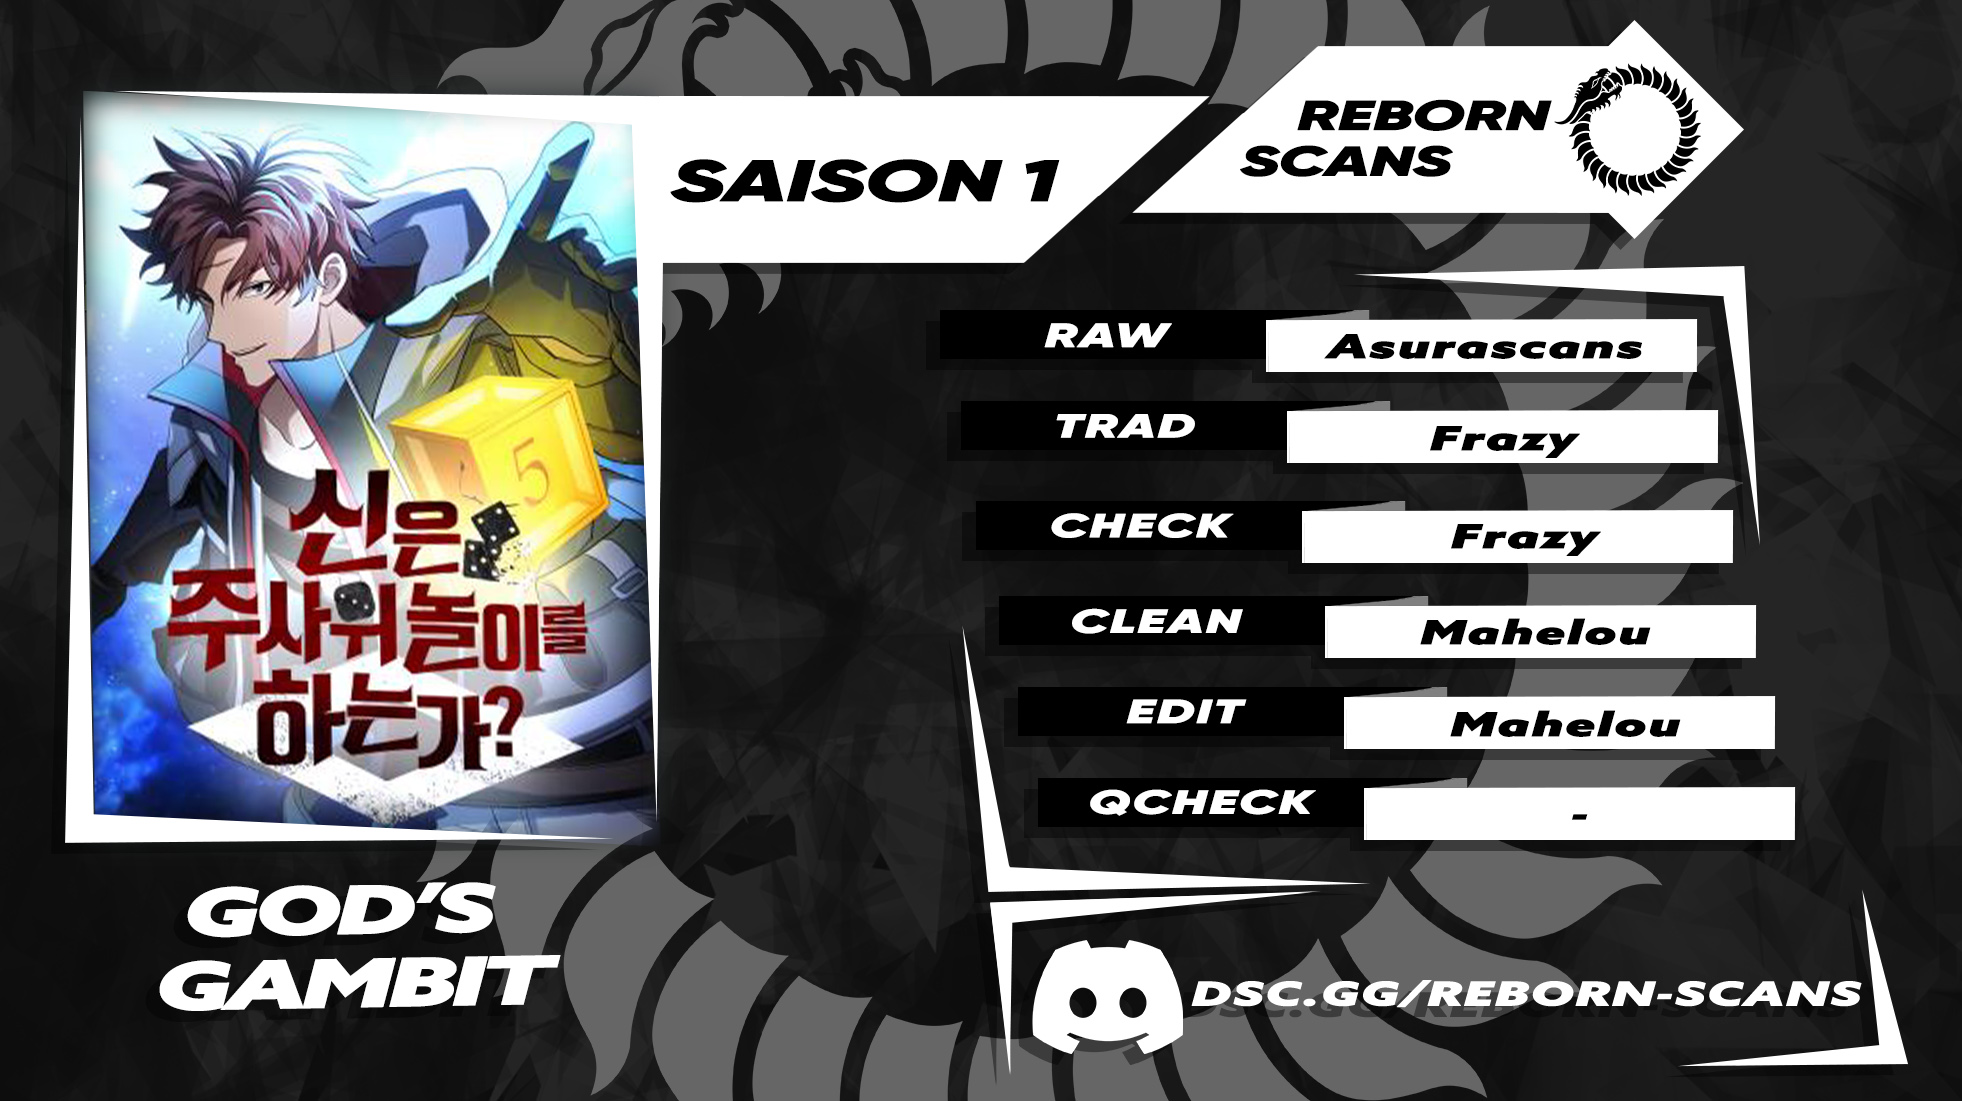 SAISON 1
REBORN
SCANS
5
신은
주사위놀이를
하는가?
RAW
Asurascans
TRAD
Frazy
CHECK
Frazy
CLEAN
Mahelou
EDIT
Mahelou
QCHECK
-
GOD'S
GAMBIT
DSC.GG/REBORN-SCANS